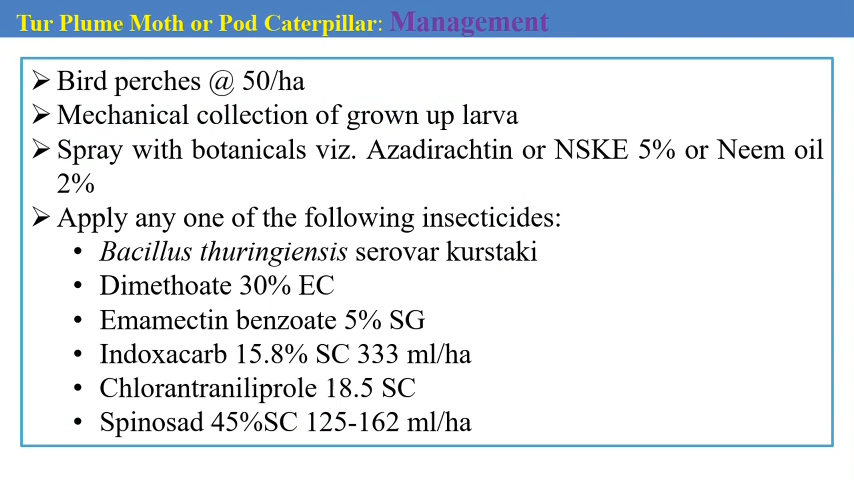 Tur Plume Moth or Pod Caterpillar: Management
➢ Bird perches @ 50/ha
➢ Mechanical collection of grown up larva
➢ Spray with botanicals viz. Azadirachtin or NSKE 5% or Neem oil
2%
➢ Apply any one of the following insecticides:
• Bacillus thuringiensis serovar kurstaki
• Dimethoate 30% EC
• Emamectin benzoate 5% SG
• Indoxacarb 15.8% SC 333 ml/ha
• Chlorantraniliprole 18.5 SC
• Spinosad 45%SC 125-162 ml/ha